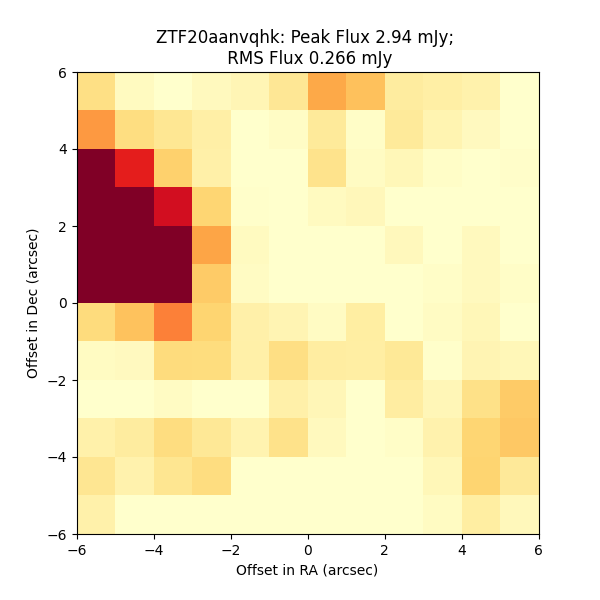 ZTF20aanvqhk: Peak Flux 2.94 mJy;
RMS Flux 0.266 mJy
6
4
2
0
−2
−4
−6
Offset in Dec (arcsec)
−6 −4 −2 0 2 4 6
Offset in RA (arcsec)